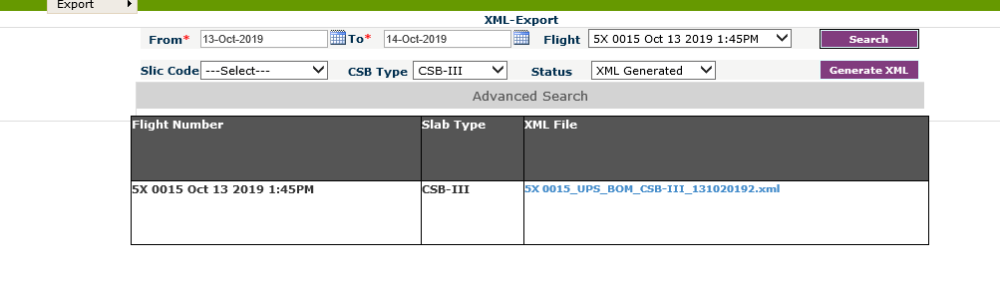 Export
XML-Export
From* 13-Oct-2019 To* 14-Oct-2019 Flight 5X 0015 Oct 13 2019 1:45PM Search
Slic Code ---Select--- CSB Type CSB-III Status XML Generated Generate XML
Advanced Search
Flight Number Slab Type XML File
5X 0015 Oct 13 2019 1:45PM CSB-III 5X 0015_UPS_BOM_CSB-III_131020192.xml